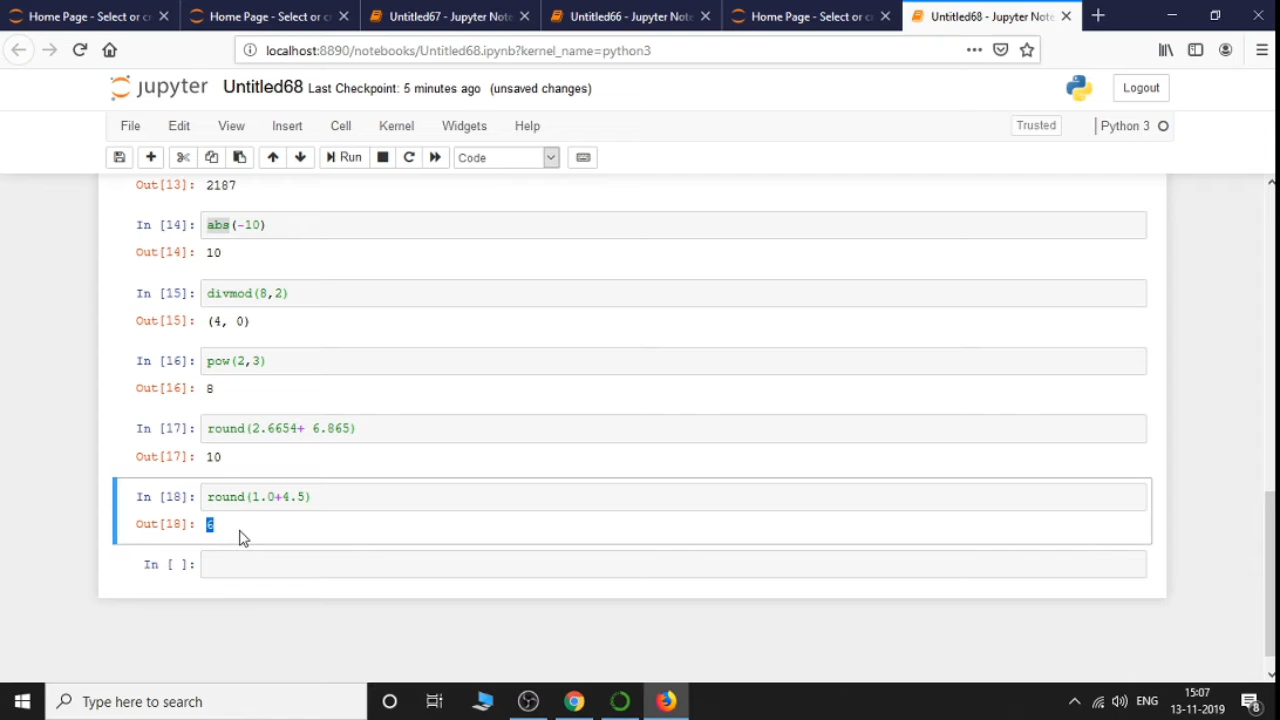 Home Page - Select or cr
Home Page - Select or cr
Untitled67 - Jupyter Note
Untitled66 - Jupyter Note
Home Page - Select or cr
Untitled68 - Jupyter Note
localhost:8890/notebooks/Untitled68.ipynb?kernel_name=python3
jupyter Untitled68 Last Checkpoint: 5 minutes ago (unsaved changes)
Logout
File Edit View Insert Cell Kernel Widgets Help
Trusted
Python 3
Run
Code
Out[13]: 2187
In [14]: abs(-10)
Out[14]: 10
In [15]: divmod(8,2)
Out[15]: (4, 0)
In [16]: pow(2,3)
Out[16]: 8
In [17]: round(2.6654+ 6.865)
Out[17]: 10
In [18]: round(1.0+4.5)
Out[18]: 6
In [ ]:
Type here to search
ENG
15:07
13-11-2019
8